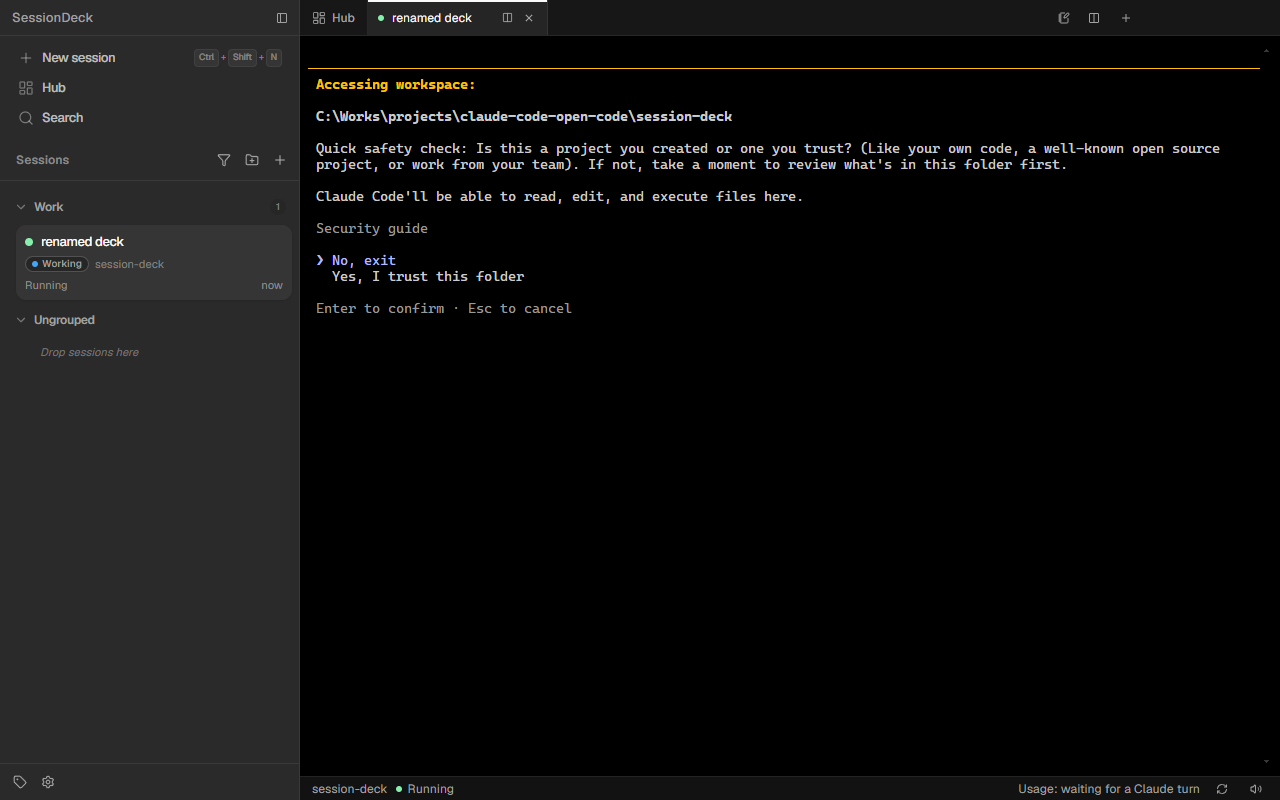 SessionDeck
New session Ctrl + Shift + N
Hub
Search
Sessions
Work 1
renamed deck
Working session-deck
Running now
Ungrouped
Drop sessions here
Hub renamed deck
Accessing workspace:
C:\Works\projects\claude-code-open-code\session-deck
Quick safety check: Is this a project you created or one you trust? (Like your own code, a well-known open source
project, or work from your team). If not, take a moment to review what's in this folder first.
Claude Code'll be able to read, edit, and execute files here.
Security guide
❯ No, exit
Yes, I trust this folder
Enter to confirm · Esc to cancel
session-deck Running Usage: waiting for a Claude turn